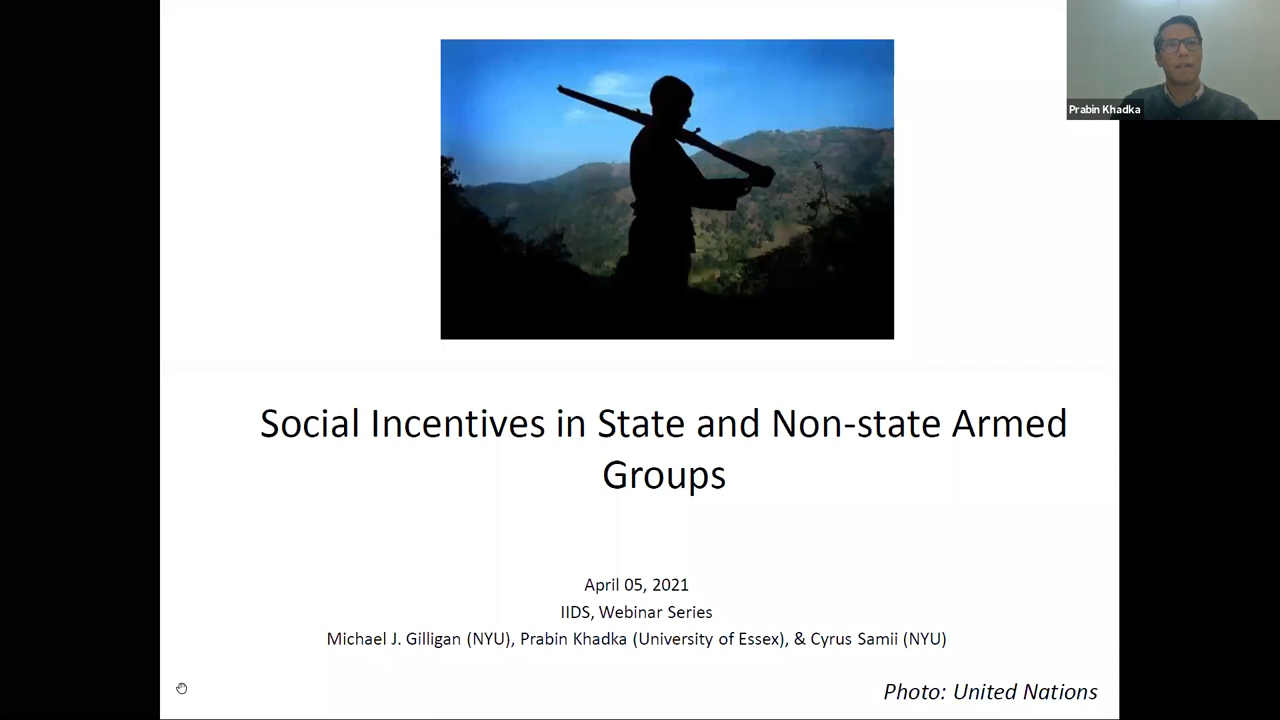 Prabin Khadka
Social Incentives in State and Non-state Armed
Groups
April 05, 2021
IIDS, Webinar Series
Michael J. Gilligan (NYU), Prabin Khadka (University of Essex), & Cyrus Samii (NYU)
Photo: United Nations